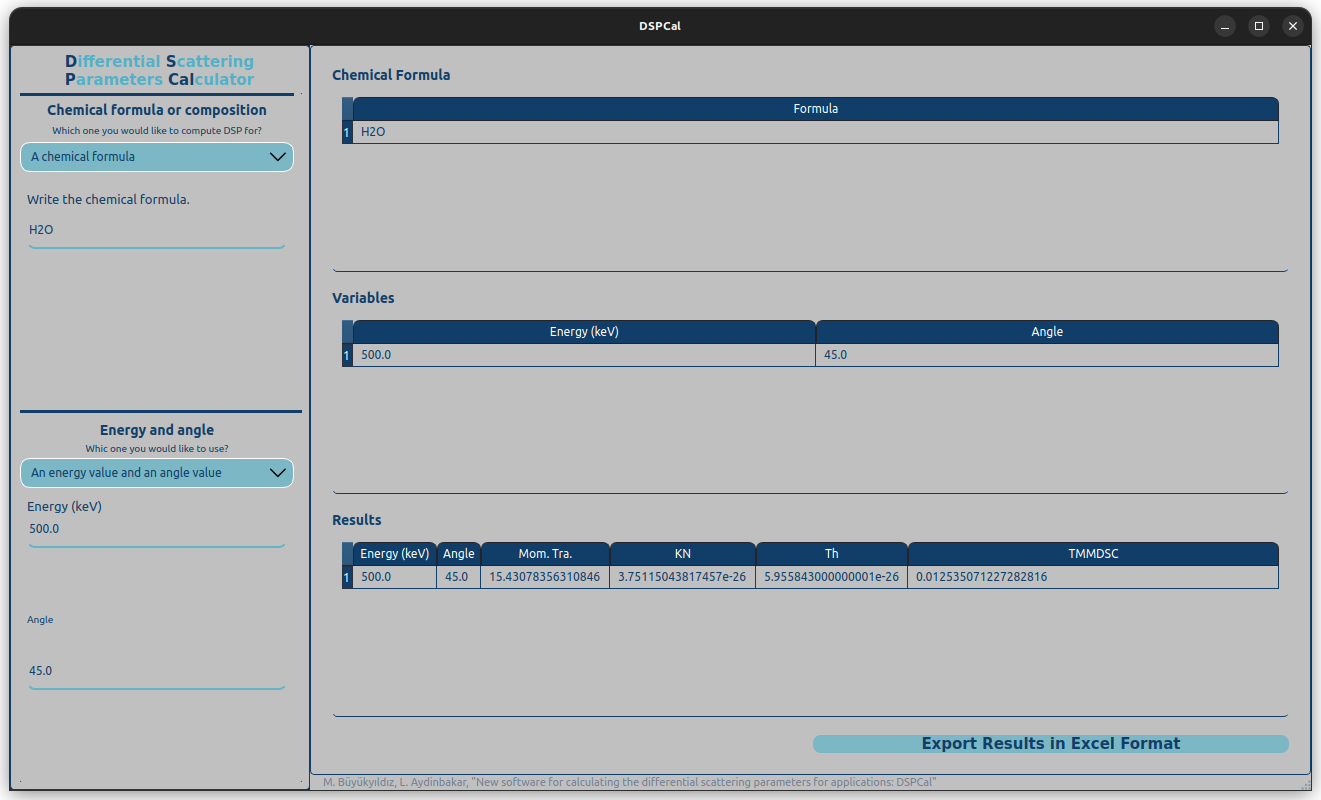 DSPCal
Differential Scattering
Parameters Calculator
Chemical formula or composition
Which one you would like to compute DSP for?
A chemical formula
Write the chemical formula.
H2O
Energy and angle
Whic one you would like to use?
An energy value and an angle value
Energy (keV)
500.0
Angle
45.0
Chemical Formula
Formula
1 H2O
Variables
Energy (keV) Angle
1 500.0 45.0
Results
Energy (keV) Angle Mom. Tra. KN Th TMMDSC
1 500.0 45.0 15.43078356310846 3.75115043817457e-26 5.955843000000001e-26 0.012535071227282816
Export Results in Excel Format
M. Büyükyıldız, L. Aydinbakar, "New software for calculating the differential scattering parameters for applications: DSPCal"